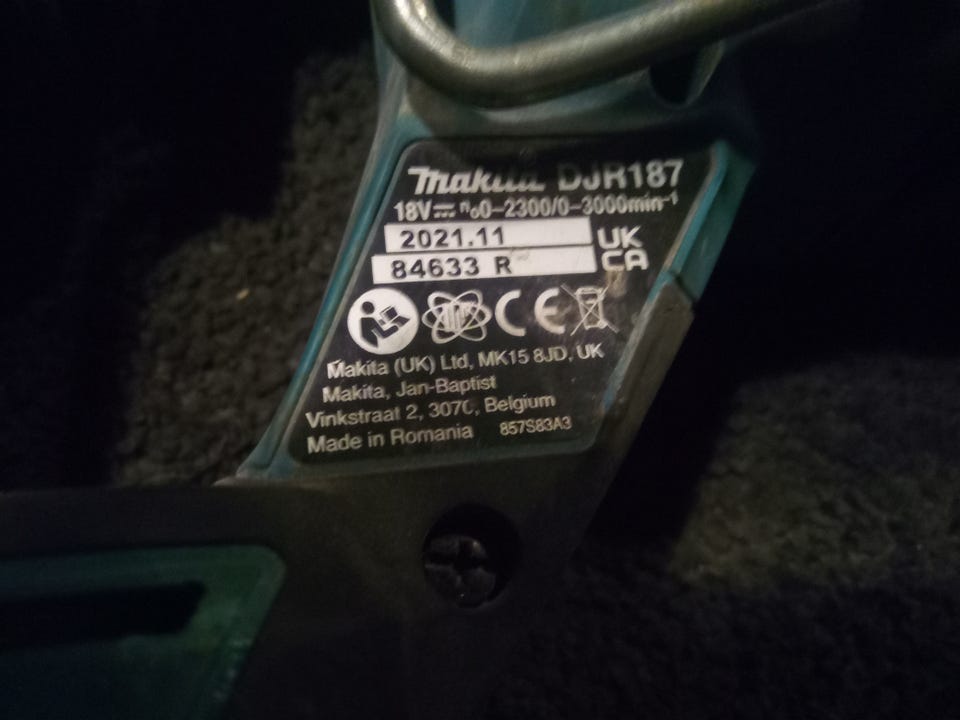 Makita DJR187
18V⎓ n₀0-2300/0-3000min⁻¹
2021.11
84633 R
UK
CA
CE
Makita (UK) Ltd, MK15 8JD, UK
Makita, Jan-Baptist
Vinkstraat 2, 3070, Belgium
Made in Romania 857S83A3